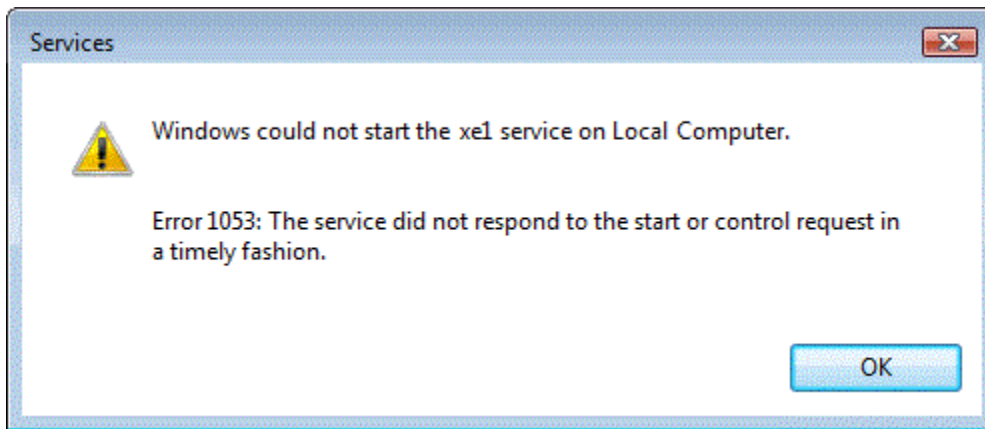 Services
Windows could not start the xe1 service on Local Computer.
Error 1053: The service did not respond to the start or control request in
a timely fashion.
OK